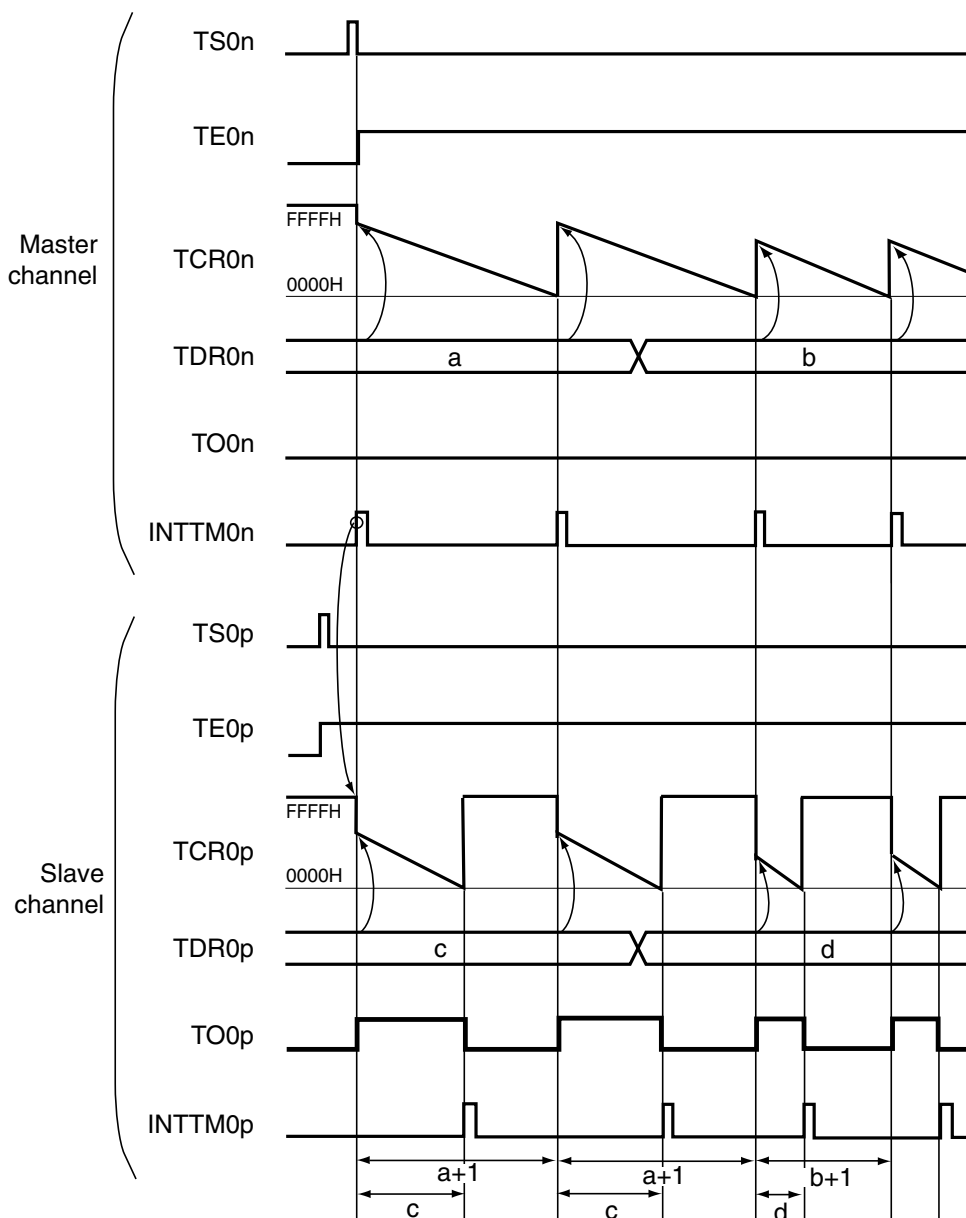 TS0n
TE0n
FFFFH
Master
channel
TCR0n
0000H
TDR0n
a
b
TO0n
INTTM0n
TS0p
TE0p
FFFFH
Slave
channel
TCR0p
0000H
TDR0p
c
d
TO0p
INTTM0p
a+1
a+1
b+1
c
c
d